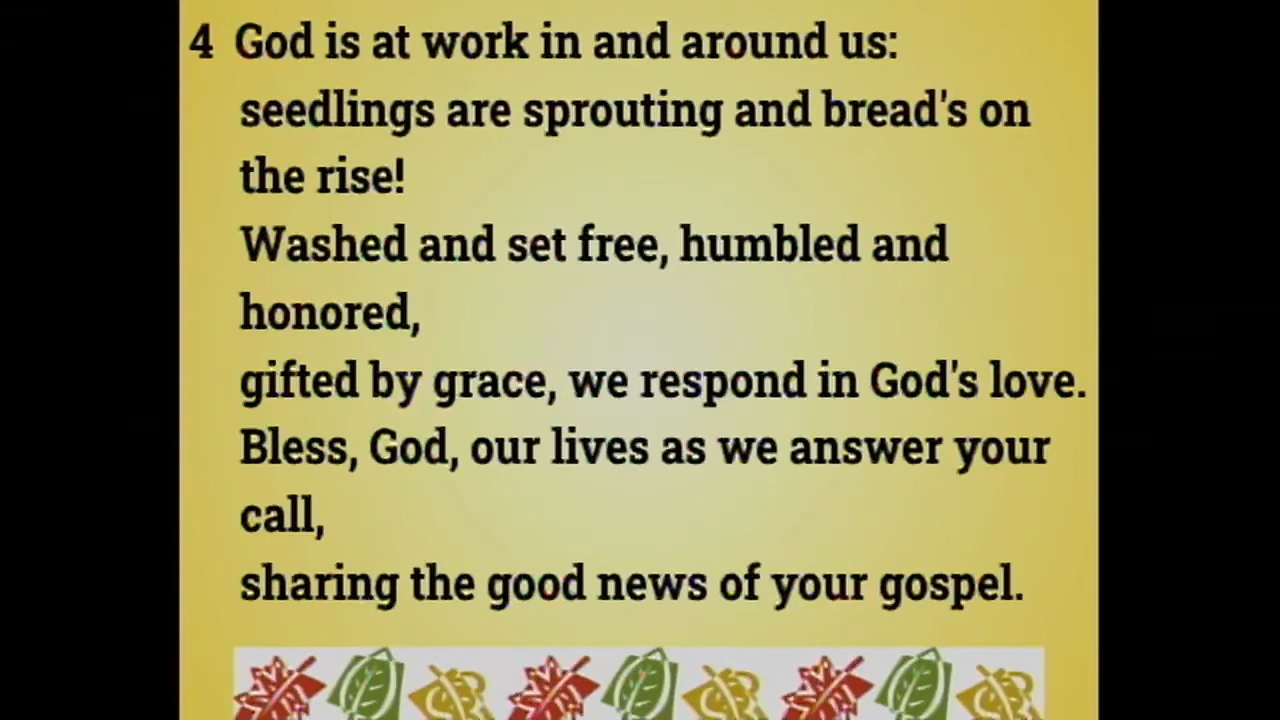 4 God is at work in and around us:
seedlings are sprouting and bread's on
the rise!
Washed and set free, humbled and
honored,
gifted by grace, we respond in God's love.
Bless, God, our lives as we answer your
call,
sharing the good news of your gospel.